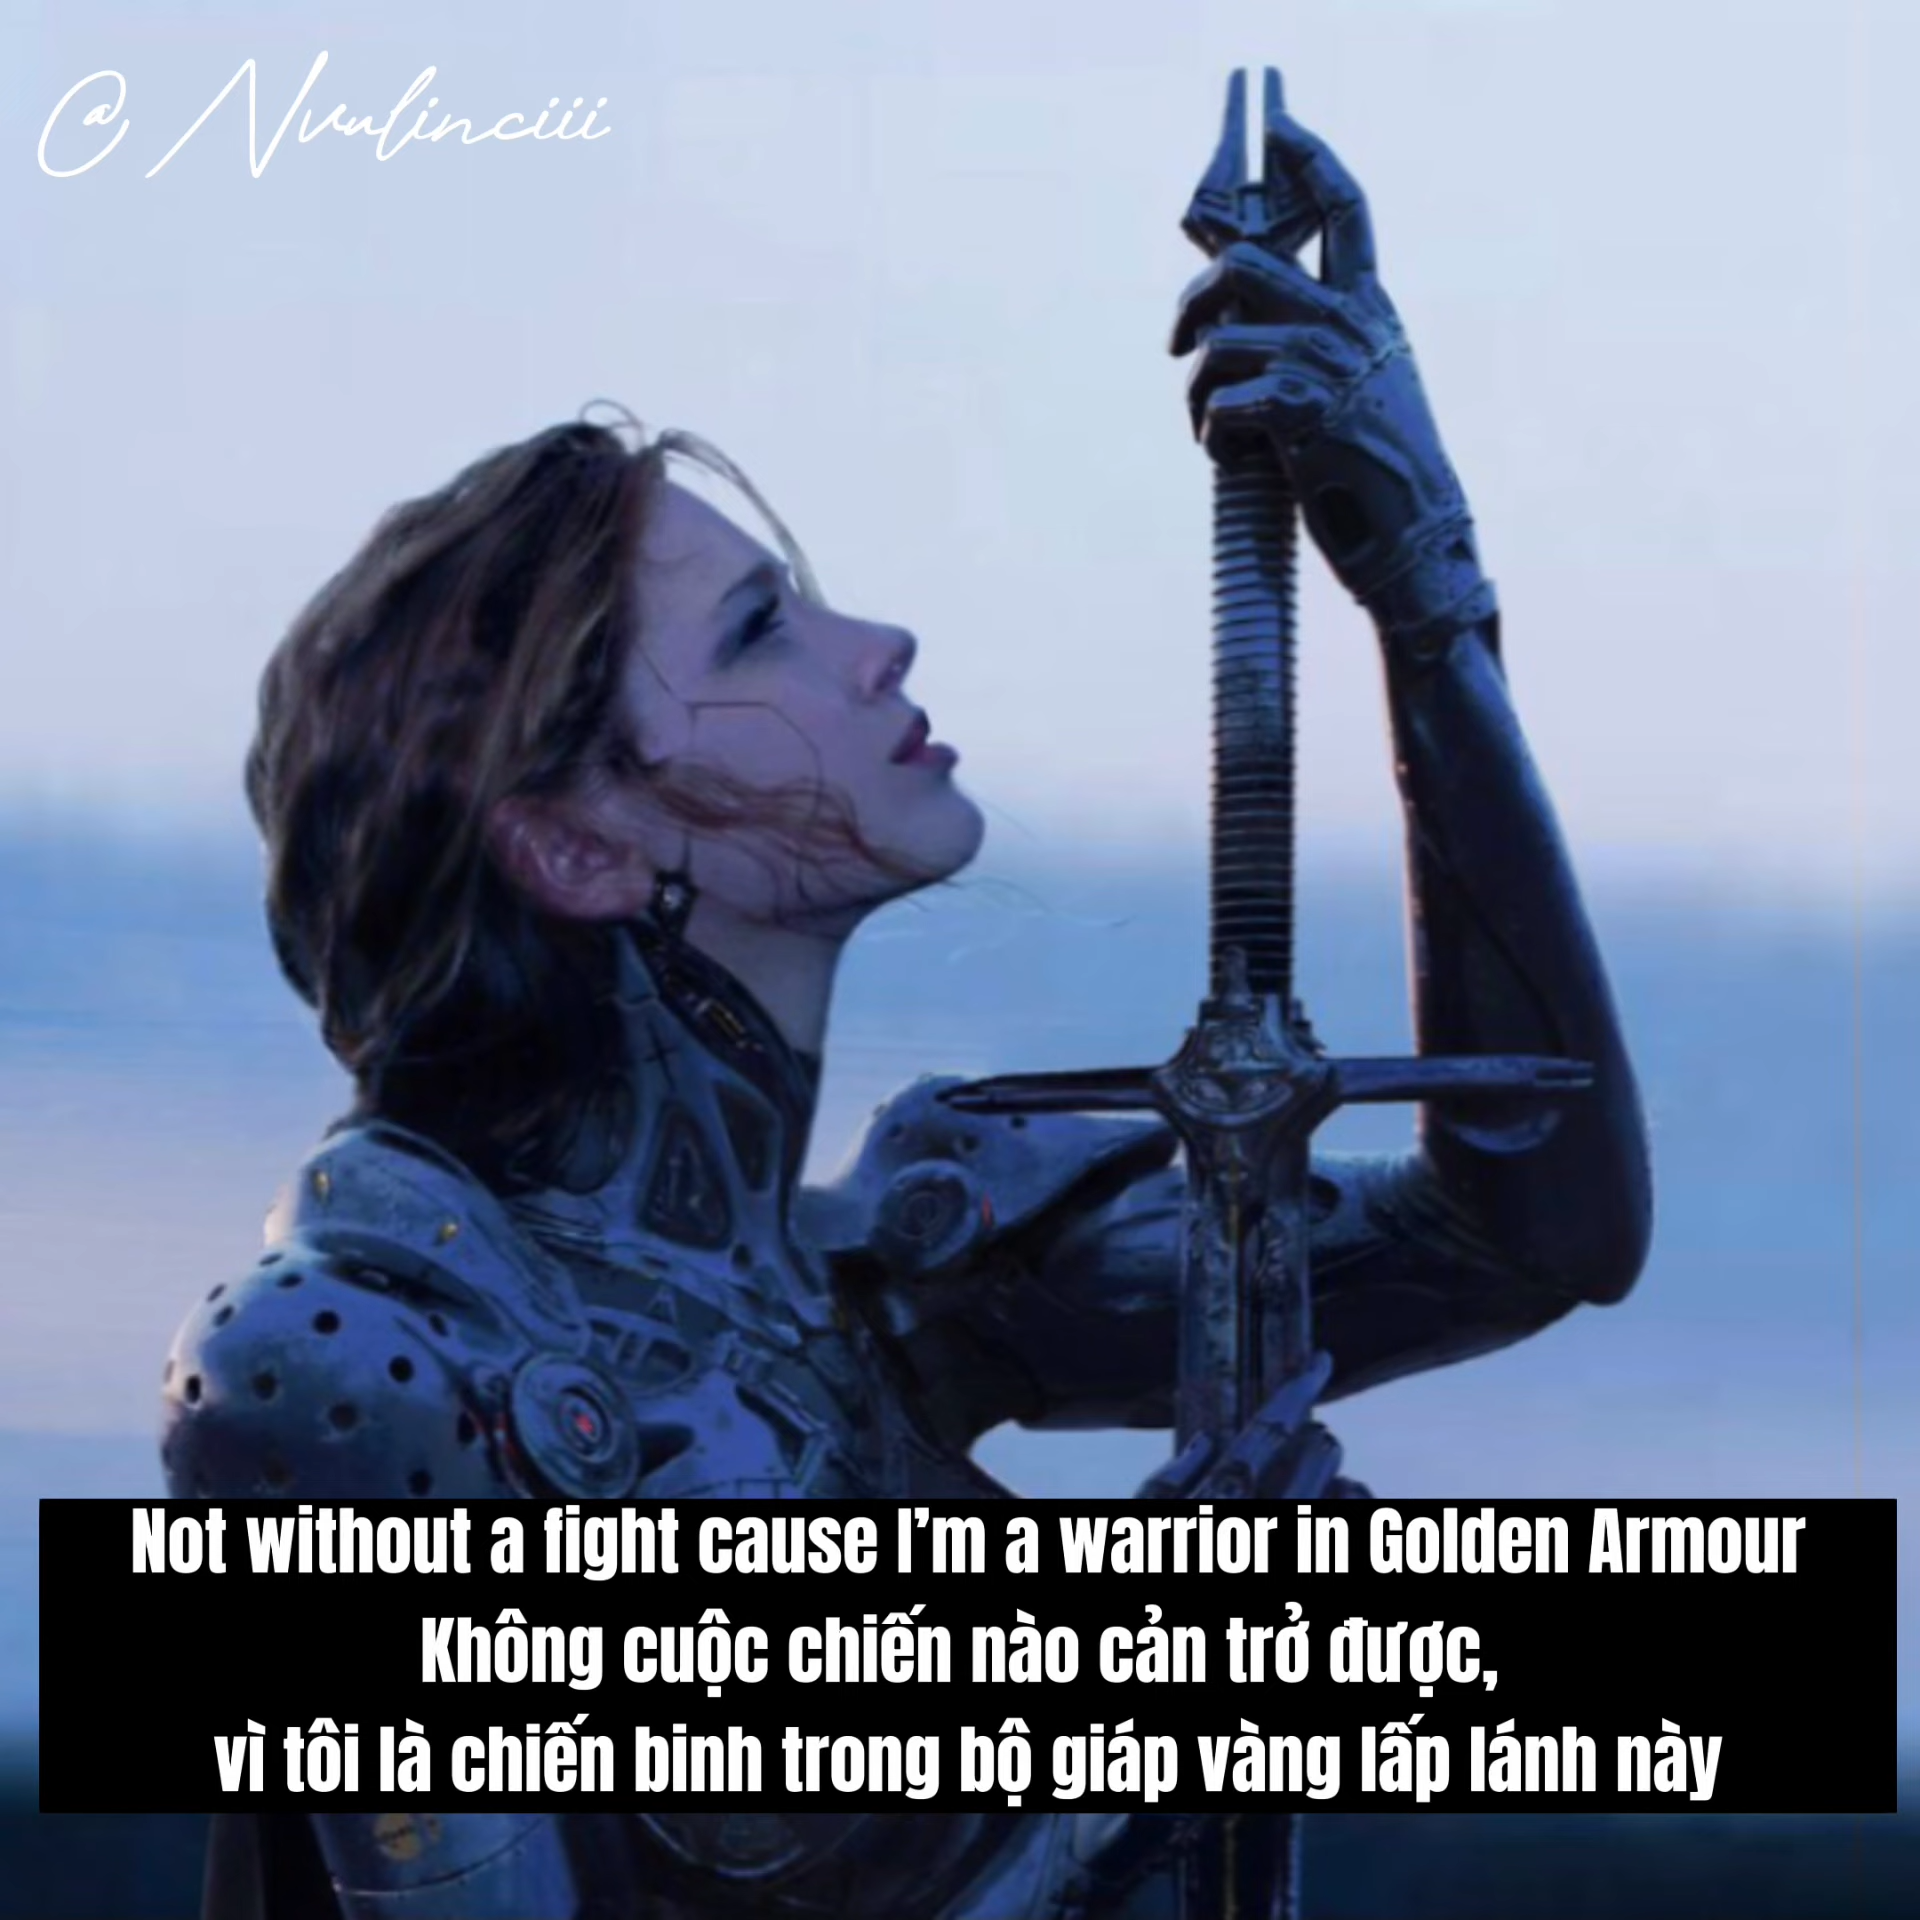 @ Nvulinciii
Not without a fight cause I’m a warrior in Golden Armour
Không cuộc chiến nào cản trở được,
vì tôi là chiến binh trong bộ giáp vàng lấp lánh này